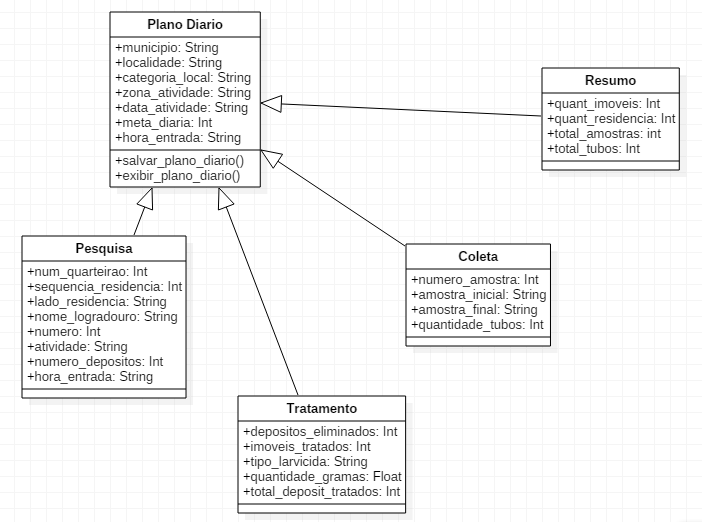 Plano Diario
+municipio: String
+localidade: String
+categoria_local: String
+zona_atividade: String
+data_atividade: String
+meta_diaria: Int
+hora_entrada: String
+salvar_plano_diario()
+exibir_plano_diario()
Resumo
+quant_imoveis: Int
+quant_residencia: Int
+total_amostras: int
+total_tubos: Int
Pesquisa
+num_quarteirao: Int
+sequencia_residencia: Int
+lado_residencia: String
+nome_logradouro: String
+numero: Int
+atividade: String
+numero_depositos: Int
+hora_entrada: String
Coleta
+numero_amostra: Int
+amostra_inicial: String
+amostra_final: String
+quantidade_tubos: Int
Tratamento
+depositos_eliminados: Int
+imoveis_tratados: Int
+tipo_larvicida: String
+quantidade_gramas: Float
+total_deposit_tratados: Int